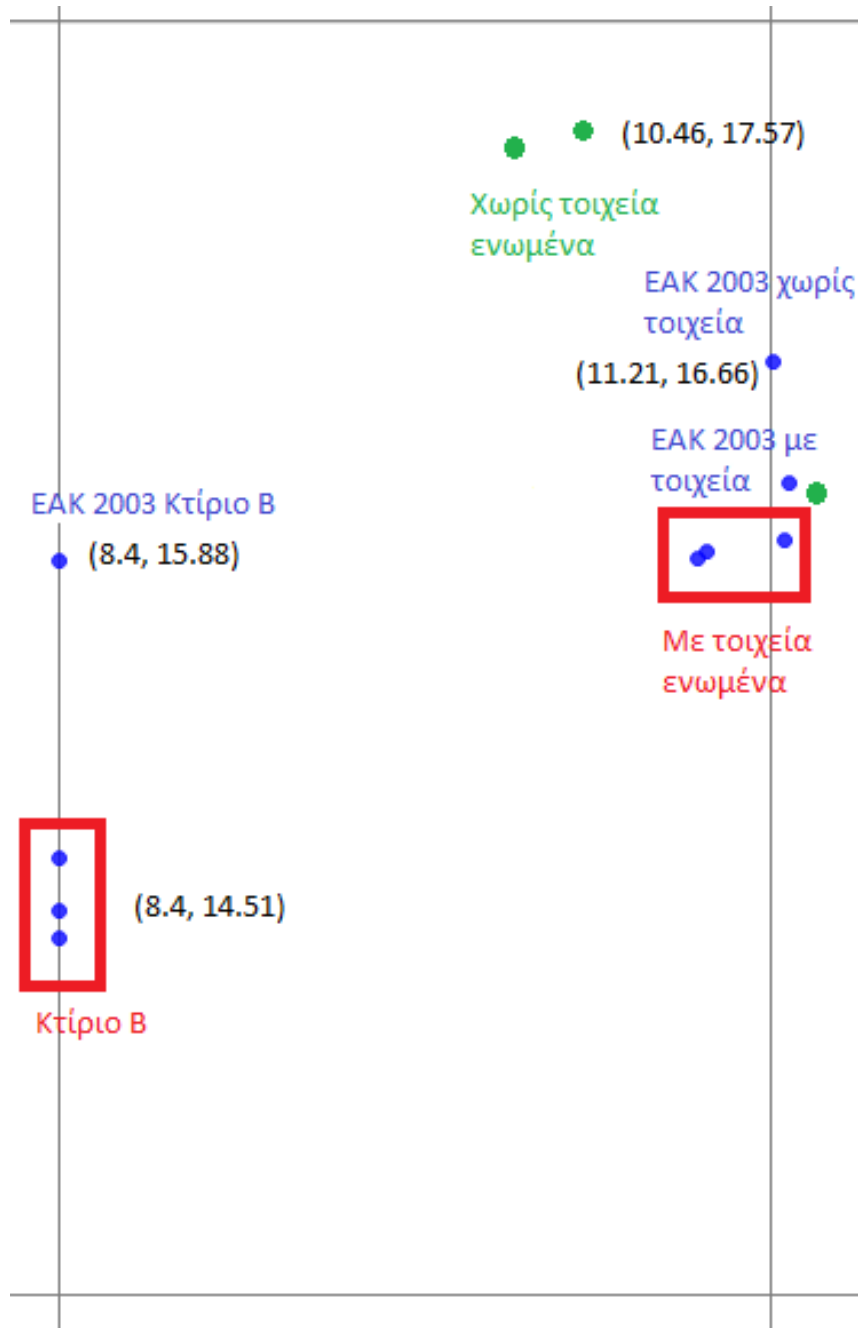 (10.46, 17.57)
Χωρίς τοιχεία
ενωμένα
ΕΑΚ 2003 χωρίς
τοιχεία
(11.21, 16.66)
ΕΑΚ 2003 με
τοιχεία
ΕΑΚ 2003 Κτίριο Β
(8.4, 15.88)
Με τοιχεία
ενωμένα
(8.4, 14.51)
Κτίριο Β